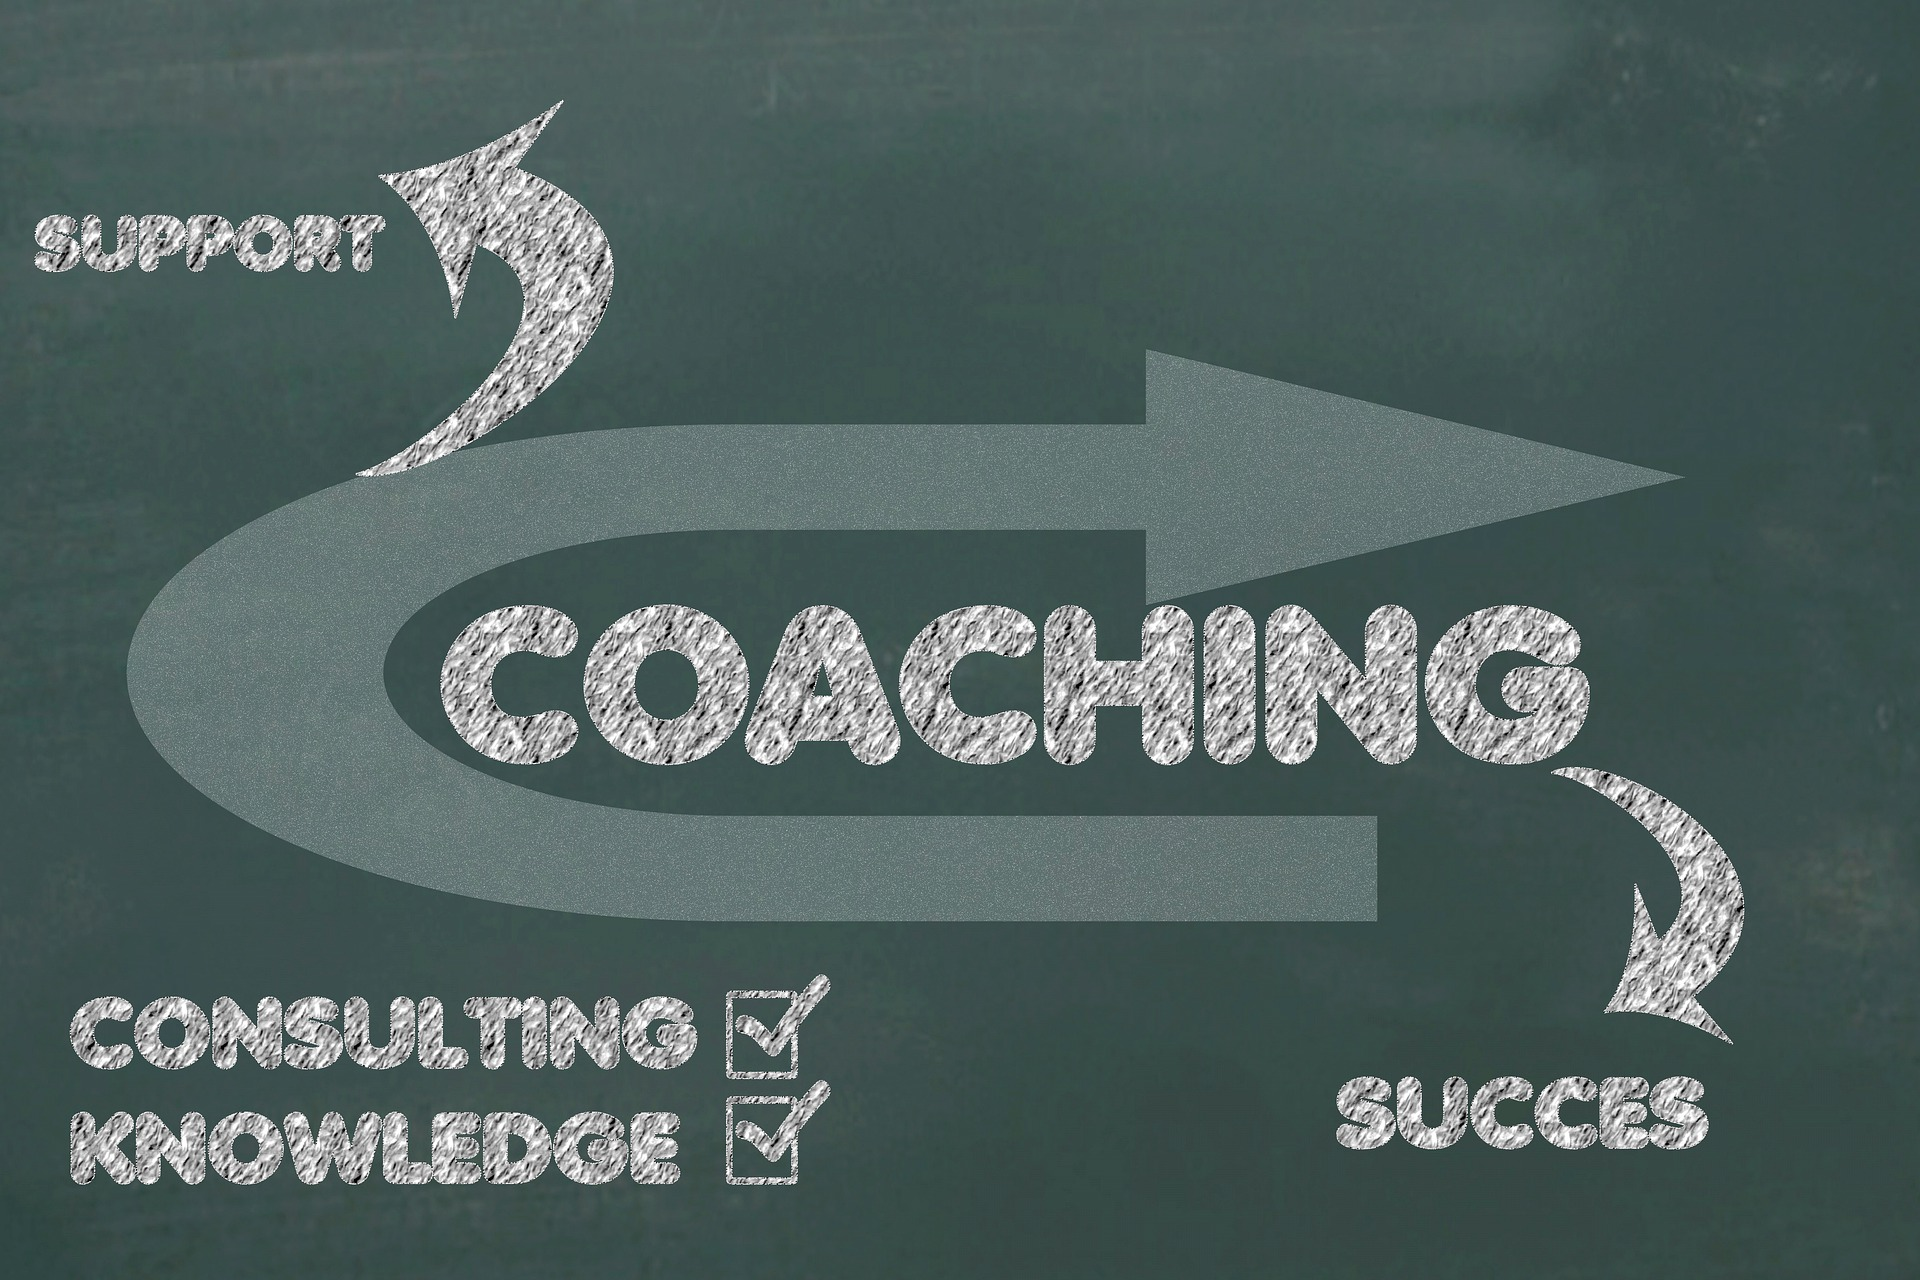 SUPPORT
COACHING
CONSULTING
KNOWLEDGE
SUCCES